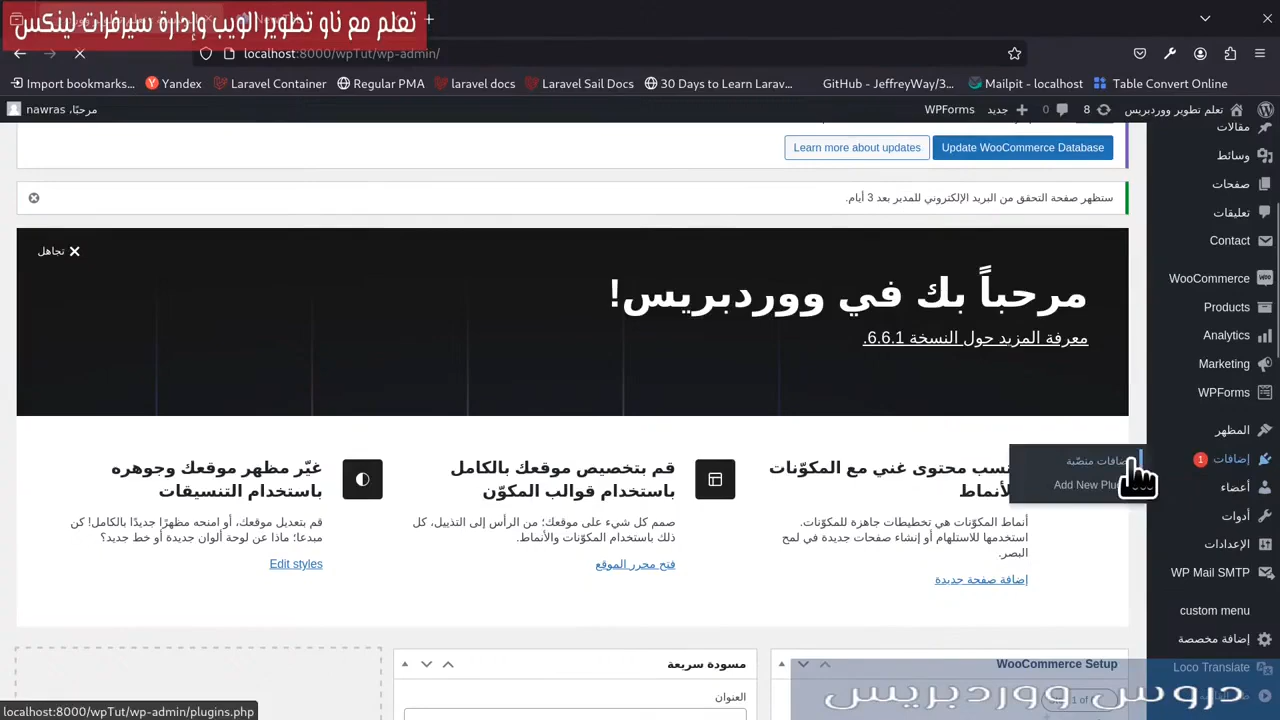 تعلم مع ناو تطوير الويب وإدارة سيرفرات لينكس
localhost:8000/wpTut/wp-admin/
Import bookmarks...
Yandex
Laravel Container
Regular PMA
laravel docs
Laravel Sail Docs
30 Days to Learn Larav...
GitHub - JeffreyWay/3...
Mailpit - localhost
Table Convert Online
تعلم تطوير ووردبريس
8
0
جديد
WPForms
مرحبًا، nawras
مقالات
وسائط
صفحات
تعليقات
Contact
WooCommerce
Products
Analytics
Marketing
WPForms
المظهر
إضافات 1
أعضاء
أدوات
الإعدادات
WP Mail SMTP
custom menu
إضافة مخصصة
Loco Translate
Add New
Update WooCommerce Database
Learn more about updates
ستظهر صفحة التحقق من البريد الإلكتروني للمدير بعد 3 أيام.
تجاهل
مرحباً بك في ووردبريس!
معرفة المزيد حول النسخة 6.6.1.
محتوى غني مع المكوّنات
أنماط المكوّنات هي تخطيطات جاهزة للمكوّنات.
استخدمها للاستلهام أو إنشاء صفحات جديدة في لمح
البصر.
إضافة صفحة جديدة
قم بتخصيص موقعك بالكامل
باستخدام قوالب المكوّن
صمم كل شيء على موقعك؛ من الرأس إلى التذييل، كل
ذلك باستخدام المكوّنات والأنماط.
فتح محرر الموقع
غيّر مظهر موقعك وجوهره
باستخدام التنسيقات
قم بتعديل موقعك، أو امنحه مظهرًا جديدًا بالكامل! كن
مبدعا؛ ماذا عن لوحة ألوان جديدة أو خط جديد؟
Edit styles
WooCommerce Setup
مسودة سريعة
العنوان
دروس ووردبريس
localhost:8000/wpTut/wp-admin/plugins.php